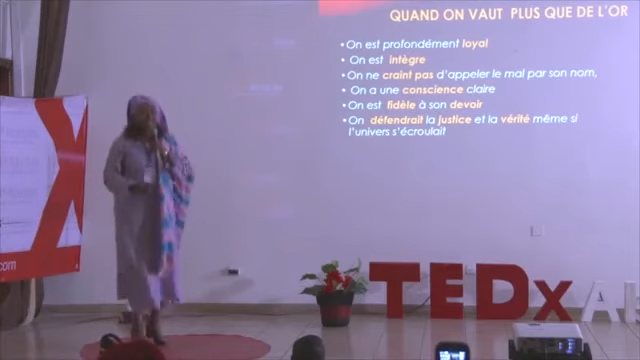 QUAND ON VAUT PLUS QUE DE L'OR
•On est profondément loyal
• On est intègre
•On ne craint pas d'appeler le mal par son nom,
• On a une conscience claire
•On est fidèle à son devoir
•On défendrait la justice et la vérité même si
l'univers s'écroulait
X
.com
TEDx